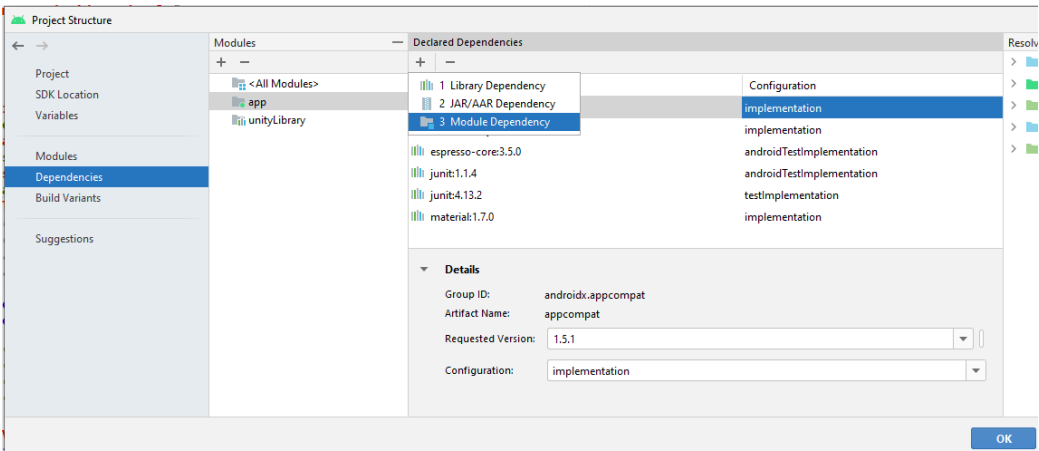 Project Structure
Project
SDK Location
Variables
Modules
Dependencies
Build Variants
Suggestions
Modules
<All Modules>
app
unityLibrary
Declared Dependencies
1 Library Dependency
2 JAR/AAR Dependency
3 Module Dependency
Configuration
implementation
implementation
espresso-core:3.5.0 androidTestImplementation
junit:1.1.4 androidTestImplementation
junit:4.13.2 testImplementation
material:1.7.0 implementation
Details
Group ID: androidx.appcompat
Artifact Name: appcompat
Requested Version: 1.5.1
Configuration: implementation
Resolv
OK